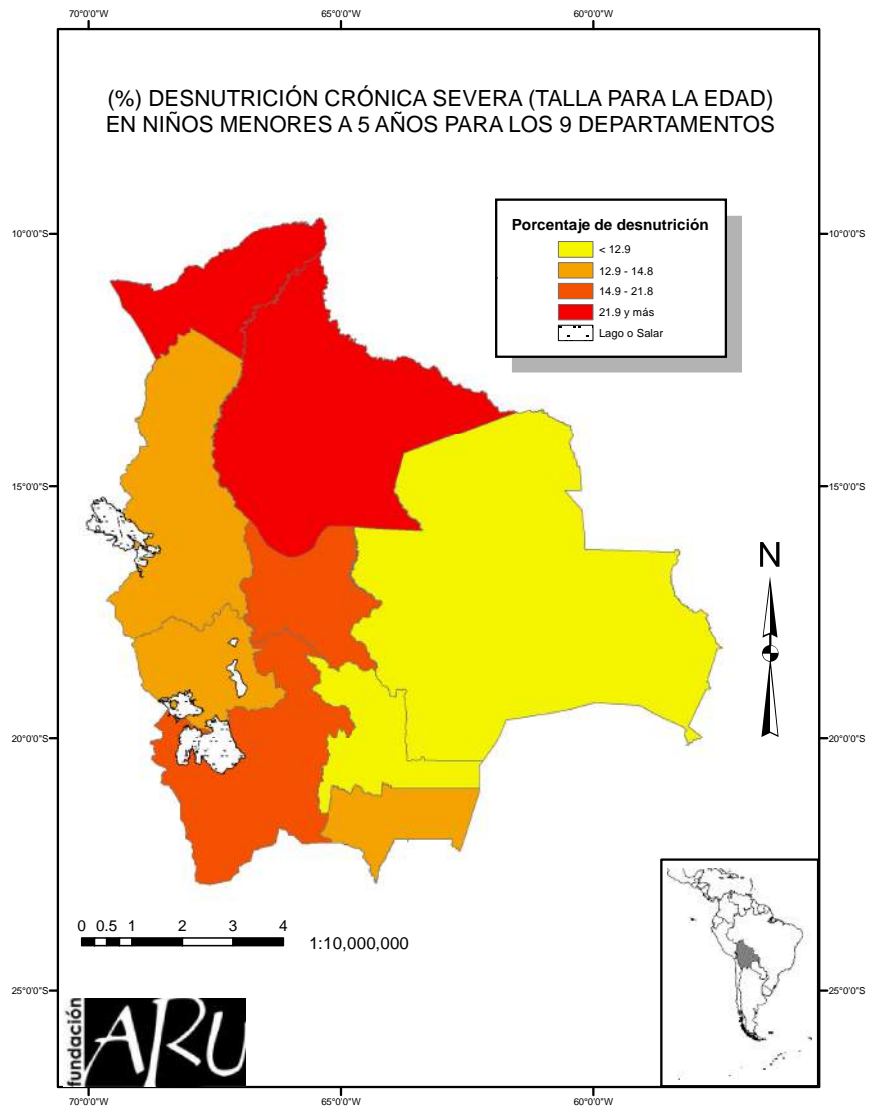 70°0'0"W 65°0'0"W 60°0'0"W
(%) DESNUTRICIÓN CRÓNICA SEVERA (TALLA PARA LA EDAD)
EN NIÑOS MENORES A 5 AÑOS PARA LOS 9 DEPARTAMENTOS
Porcentaje de desnutrición
< 12.9
12.9 - 14.8
14.9 - 21.8
21.9 y más
Lago o Salar
10°0'0"S 10°0'0"S
15°0'0"S 15°0'0"S
N
20°0'0"S 20°0'0"S
0 0.5 1 2 3 4
1:10,000,000
25°0'0"S 25°0'0"S
fundación
ARU
70°0'0"W 65°0'0"W 60°0'0"W